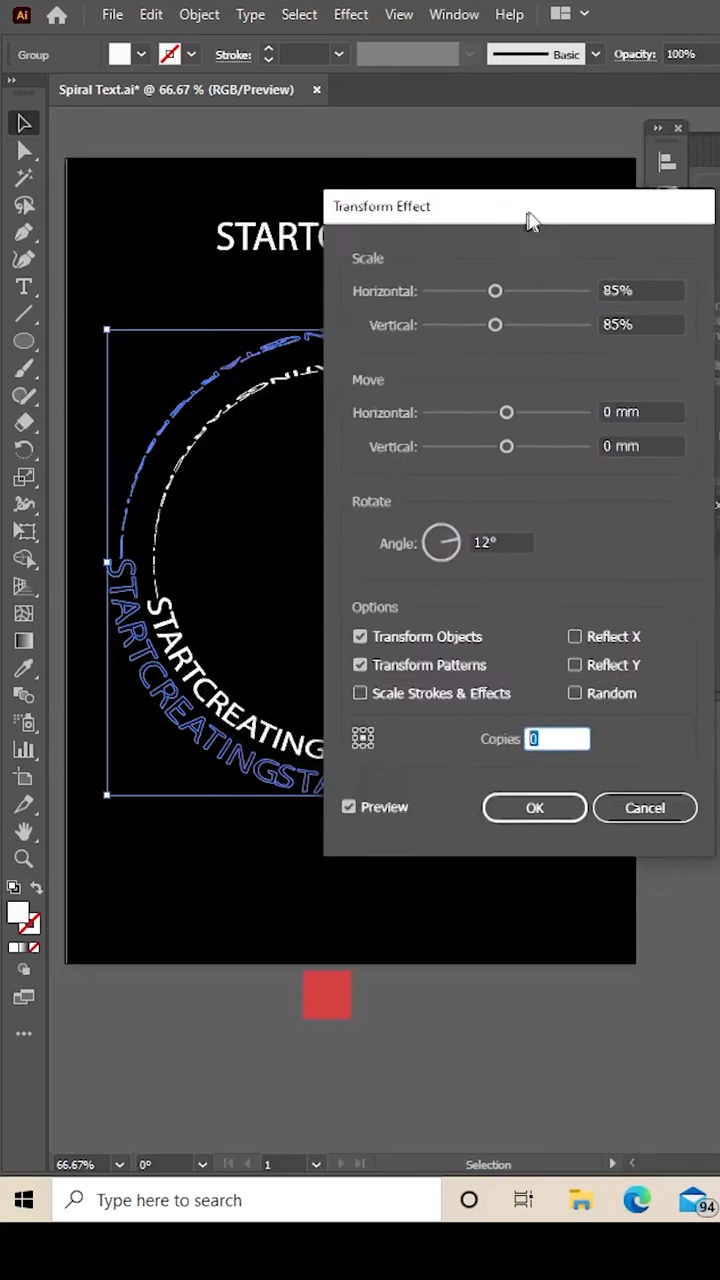 Ai File Edit Object Type Select Effect View Window Help
Group Stroke: Basic Opacity: 100%
Spiral Text.ai* @ 66.67 % (RGB/Preview) ×
STARTC
Transform Effect
Scale
Horizontal: 85%
Vertical: 85%
Move
Horizontal: 0 mm
Vertical: 0 mm
Rotate
Angle: 12°
Options
Transform Objects Reflect X
Transform Patterns Reflect Y
Scale Strokes & Effects Random
Copies 0
Preview OK Cancel
STARTCREATINGSTA
STARTCREATING
66.67% 0° 1 Selection
Type here to search 94